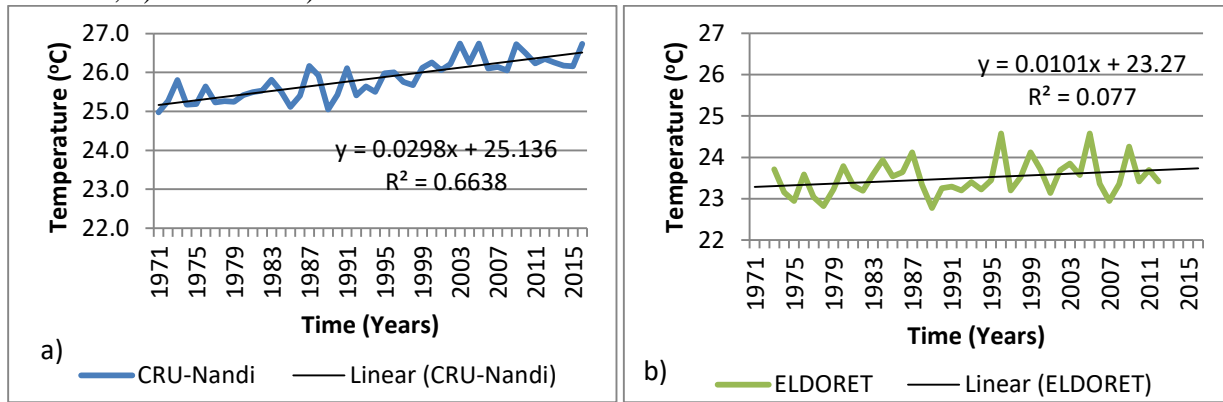 27.0
26.0
25.0
24.0
23.0
22.0
Temperature (ºC)
y = 0.0298x + 25.136
R² = 0.6638
1971
1975
1979
1983
1987
1991
1995
1999
2003
2007
2011
2015
Time (Years)
a)
CRU-Nandi
Linear (CRU-Nandi)
27
26
25
24
23
22
Temperature (ºC)
y = 0.0101x + 23.27
R² = 0.077
1971
1975
1979
1983
1987
1991
1995
1999
2003
2007
2011
2015
Time (Years)
b)
ELDORET
Linear (ELDORET)